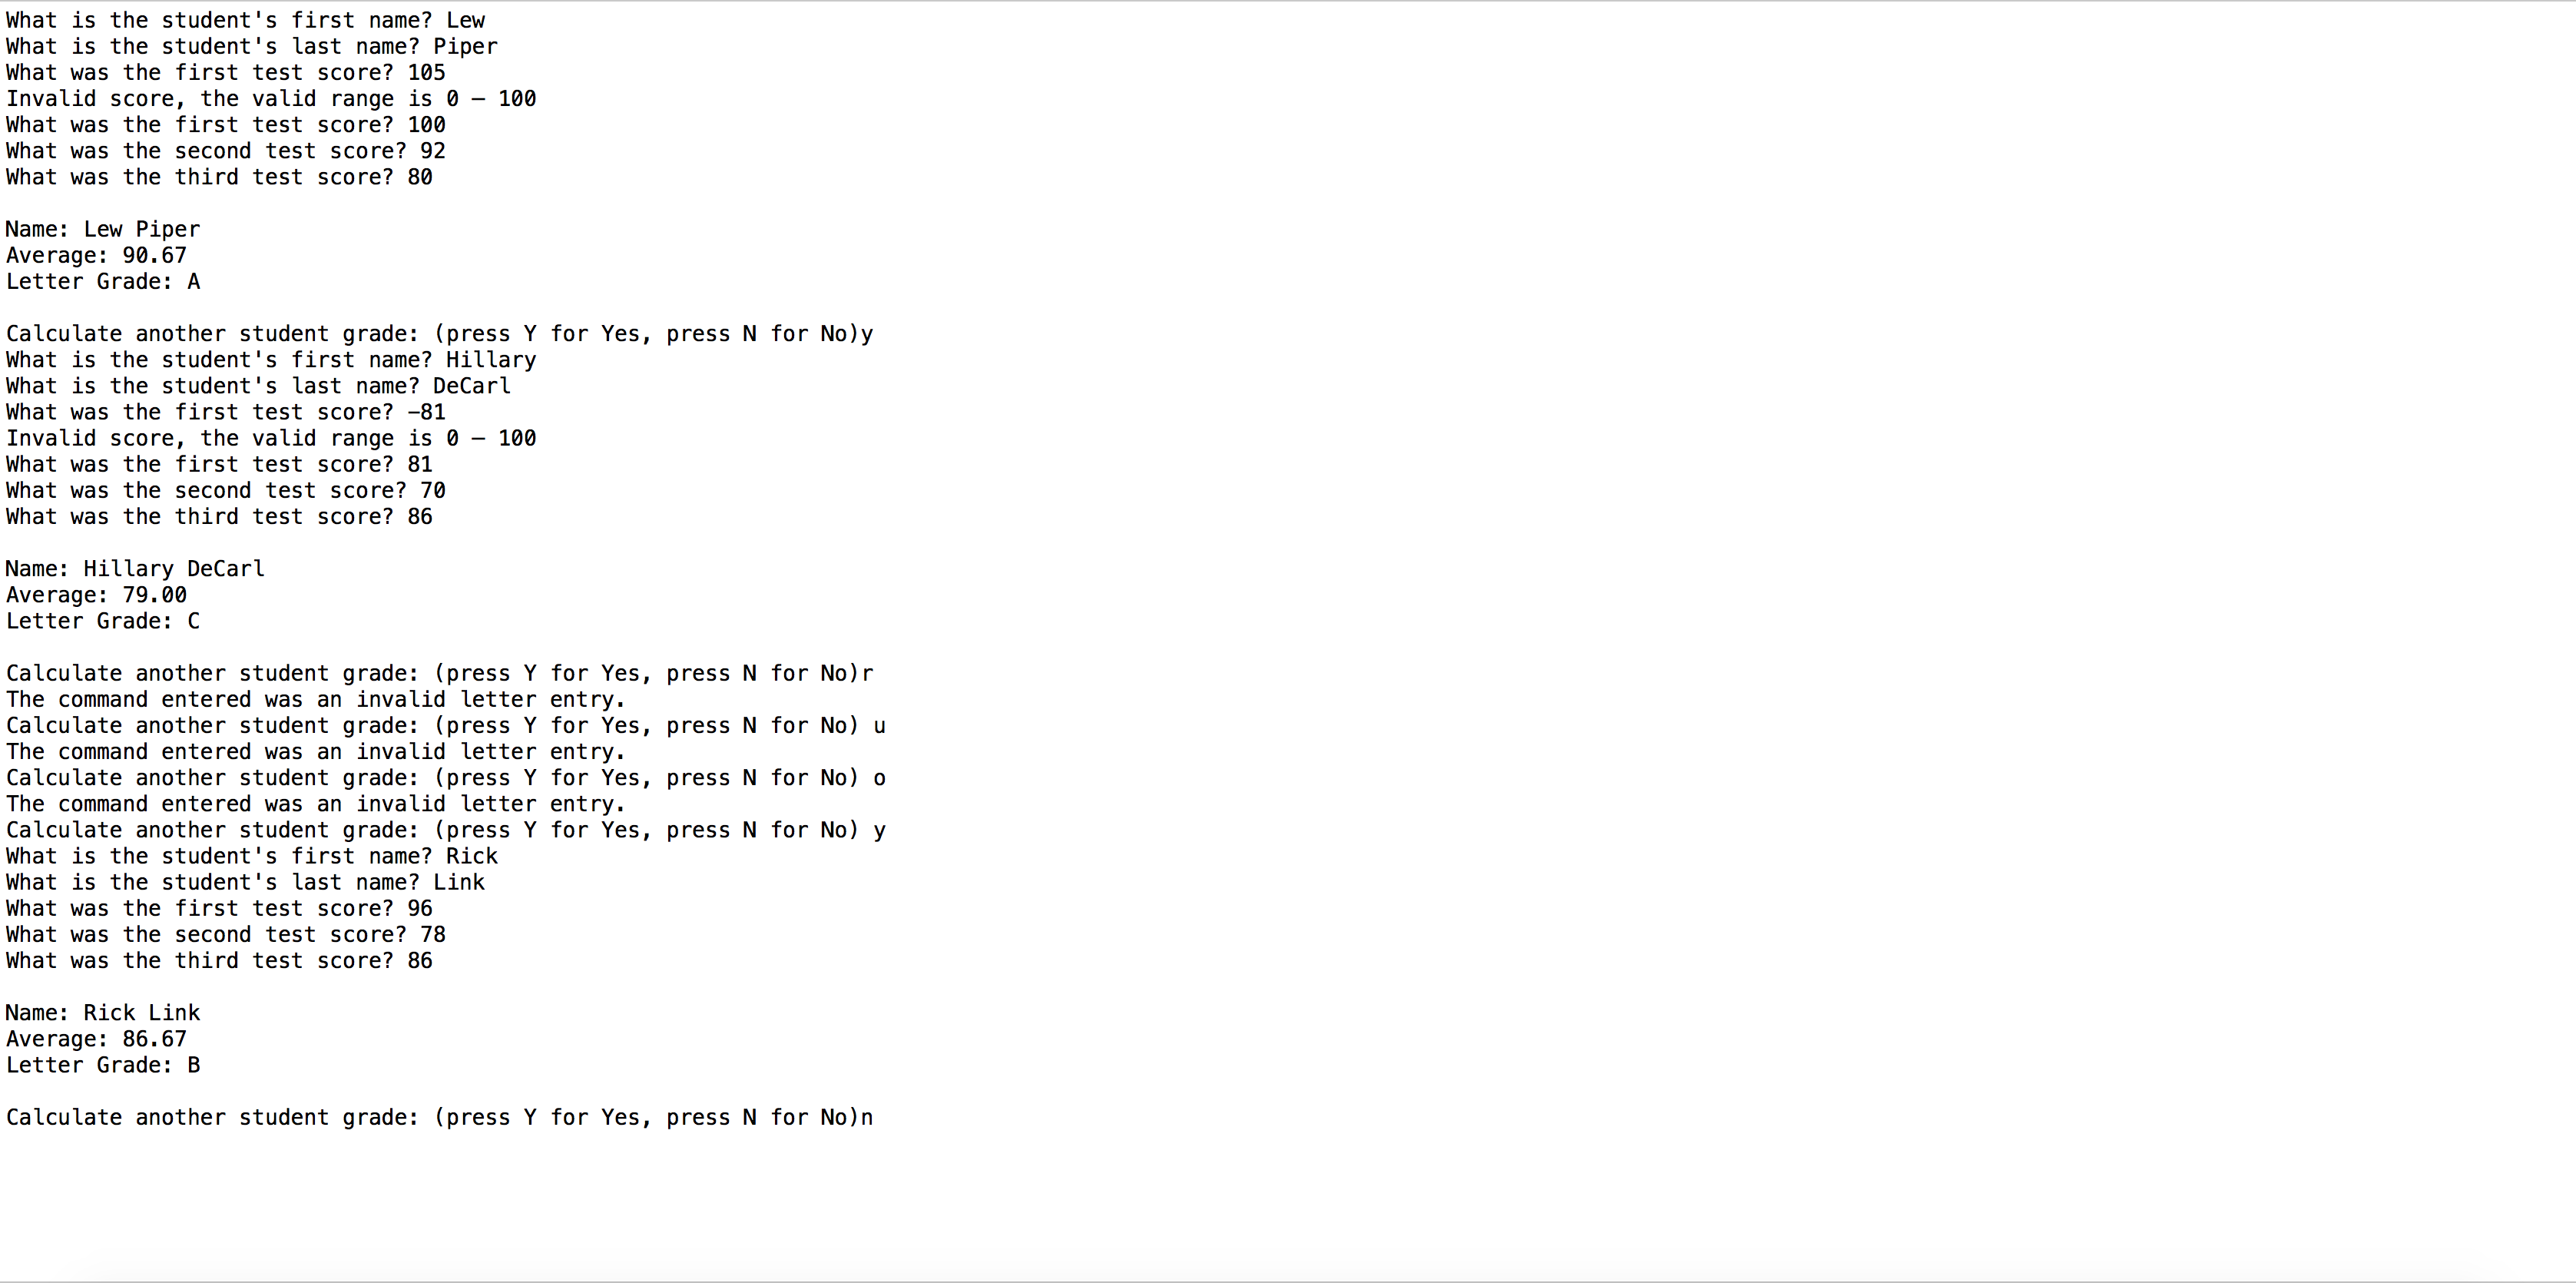 What is the student's first name? Lew
What is the student's last name? Piper
What was the first test score? 105
Invalid score, the valid range is 0 – 100
What was the first test score? 100
What was the second test score? 92
What was the third test score? 80

Name: Lew Piper
Average: 90.67
Letter Grade: A

Calculate another student grade: (press Y for Yes, press N for No)y
What is the student's first name? Hillary
What is the student's last name? DeCarl
What was the first test score? –81
Invalid score, the valid range is 0 – 100
What was the first test score? 81
What was the second test score? 70
What was the third test score? 86

Name: Hillary DeCarl
Average: 79.00
Letter Grade: C

Calculate another student grade: (press Y for Yes, press N for No)r
The command entered was an invalid letter entry.
Calculate another student grade: (press Y for Yes, press N for No) u
The command entered was an invalid letter entry.
Calculate another student grade: (press Y for Yes, press N for No) o
The command entered was an invalid letter entry.
Calculate another student grade: (press Y for Yes, press N for No) y
What is the student's first name? Rick
What is the student's last name? Link
What was the first test score? 96
What was the second test score? 78
What was the third test score? 86

Name: Rick Link
Average: 86.67
Letter Grade: B

Calculate another student grade: (press Y for Yes, press N for No)n